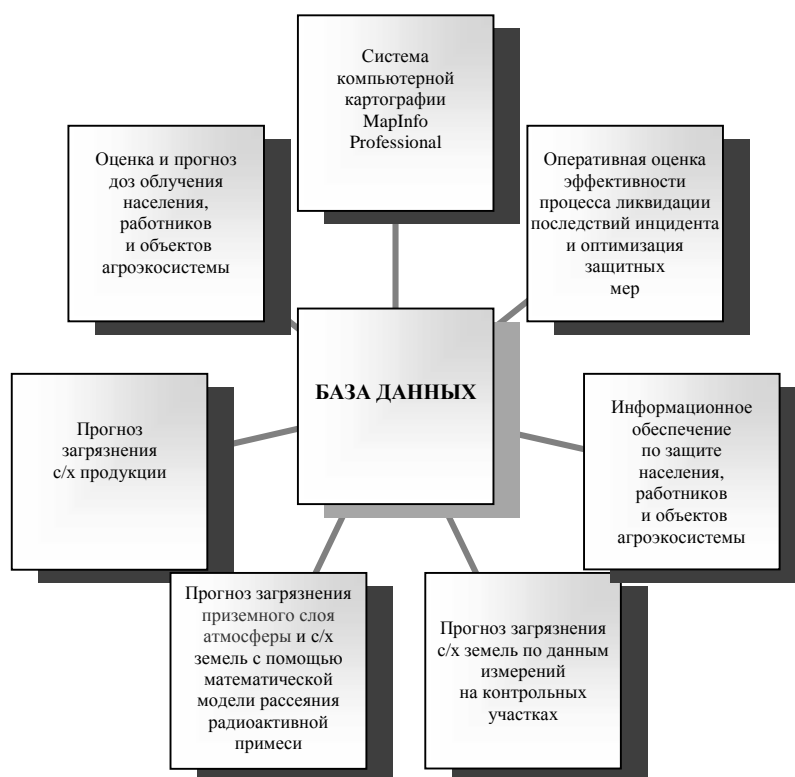 Система
компьютерной
картографии
MapInfo
Professional
Оценка и прогноз
доз облучения
населения,
работников
и объектов
агроэкосистемы
Оперативная оценка
эффективности
процесса ликвидации
последствий инцидента
и оптимизация
защитных
мер
БАЗА ДАННЫХ
Прогноз
загрязнения
с/х продукции
Информационное
обеспечение
по защите
населения,
работников
и объектов
агроэкосистемы
Прогноз загрязнения
приземного слоя
атмосферы и с/х
земель с помощью
математической
модели рассеяния
радиоактивной
примеси
Прогноз загрязнения
с/х земель по данным
измерений
на контрольных
участках